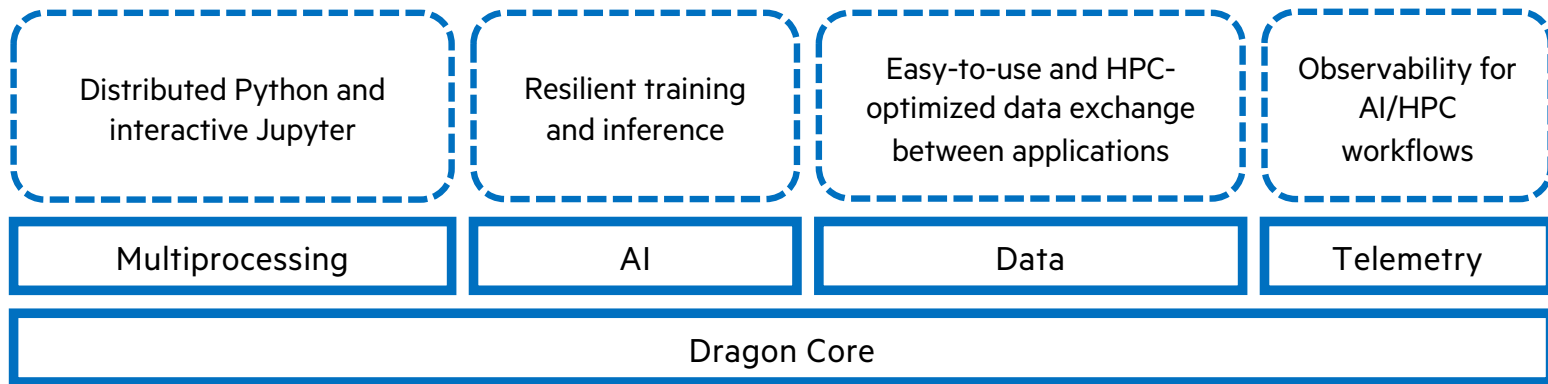 Distributed Python and
interactive Jupyter
Resilient training
and inference
Easy-to-use and HPC-
optimized data exchange
between applications
Observability for
AI/HPC
workflows
Multiprocessing
AI
Data
Telemetry
Dragon Core